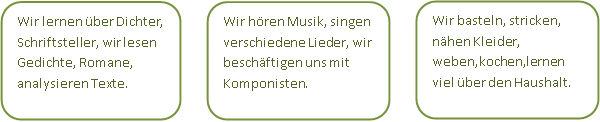 Wir lernen über Dichter,
Schriftsteller, wir lesen
Gedichte, Romane,
analysieren Texte.
Wir hören Musik, singen
verschiedene Lieder, wir
beschäftigen uns mit
Komponisten.
Wir basteln, stricken,
nähen Kleider,
weben,kochen,lernen
viel über den Haushalt.